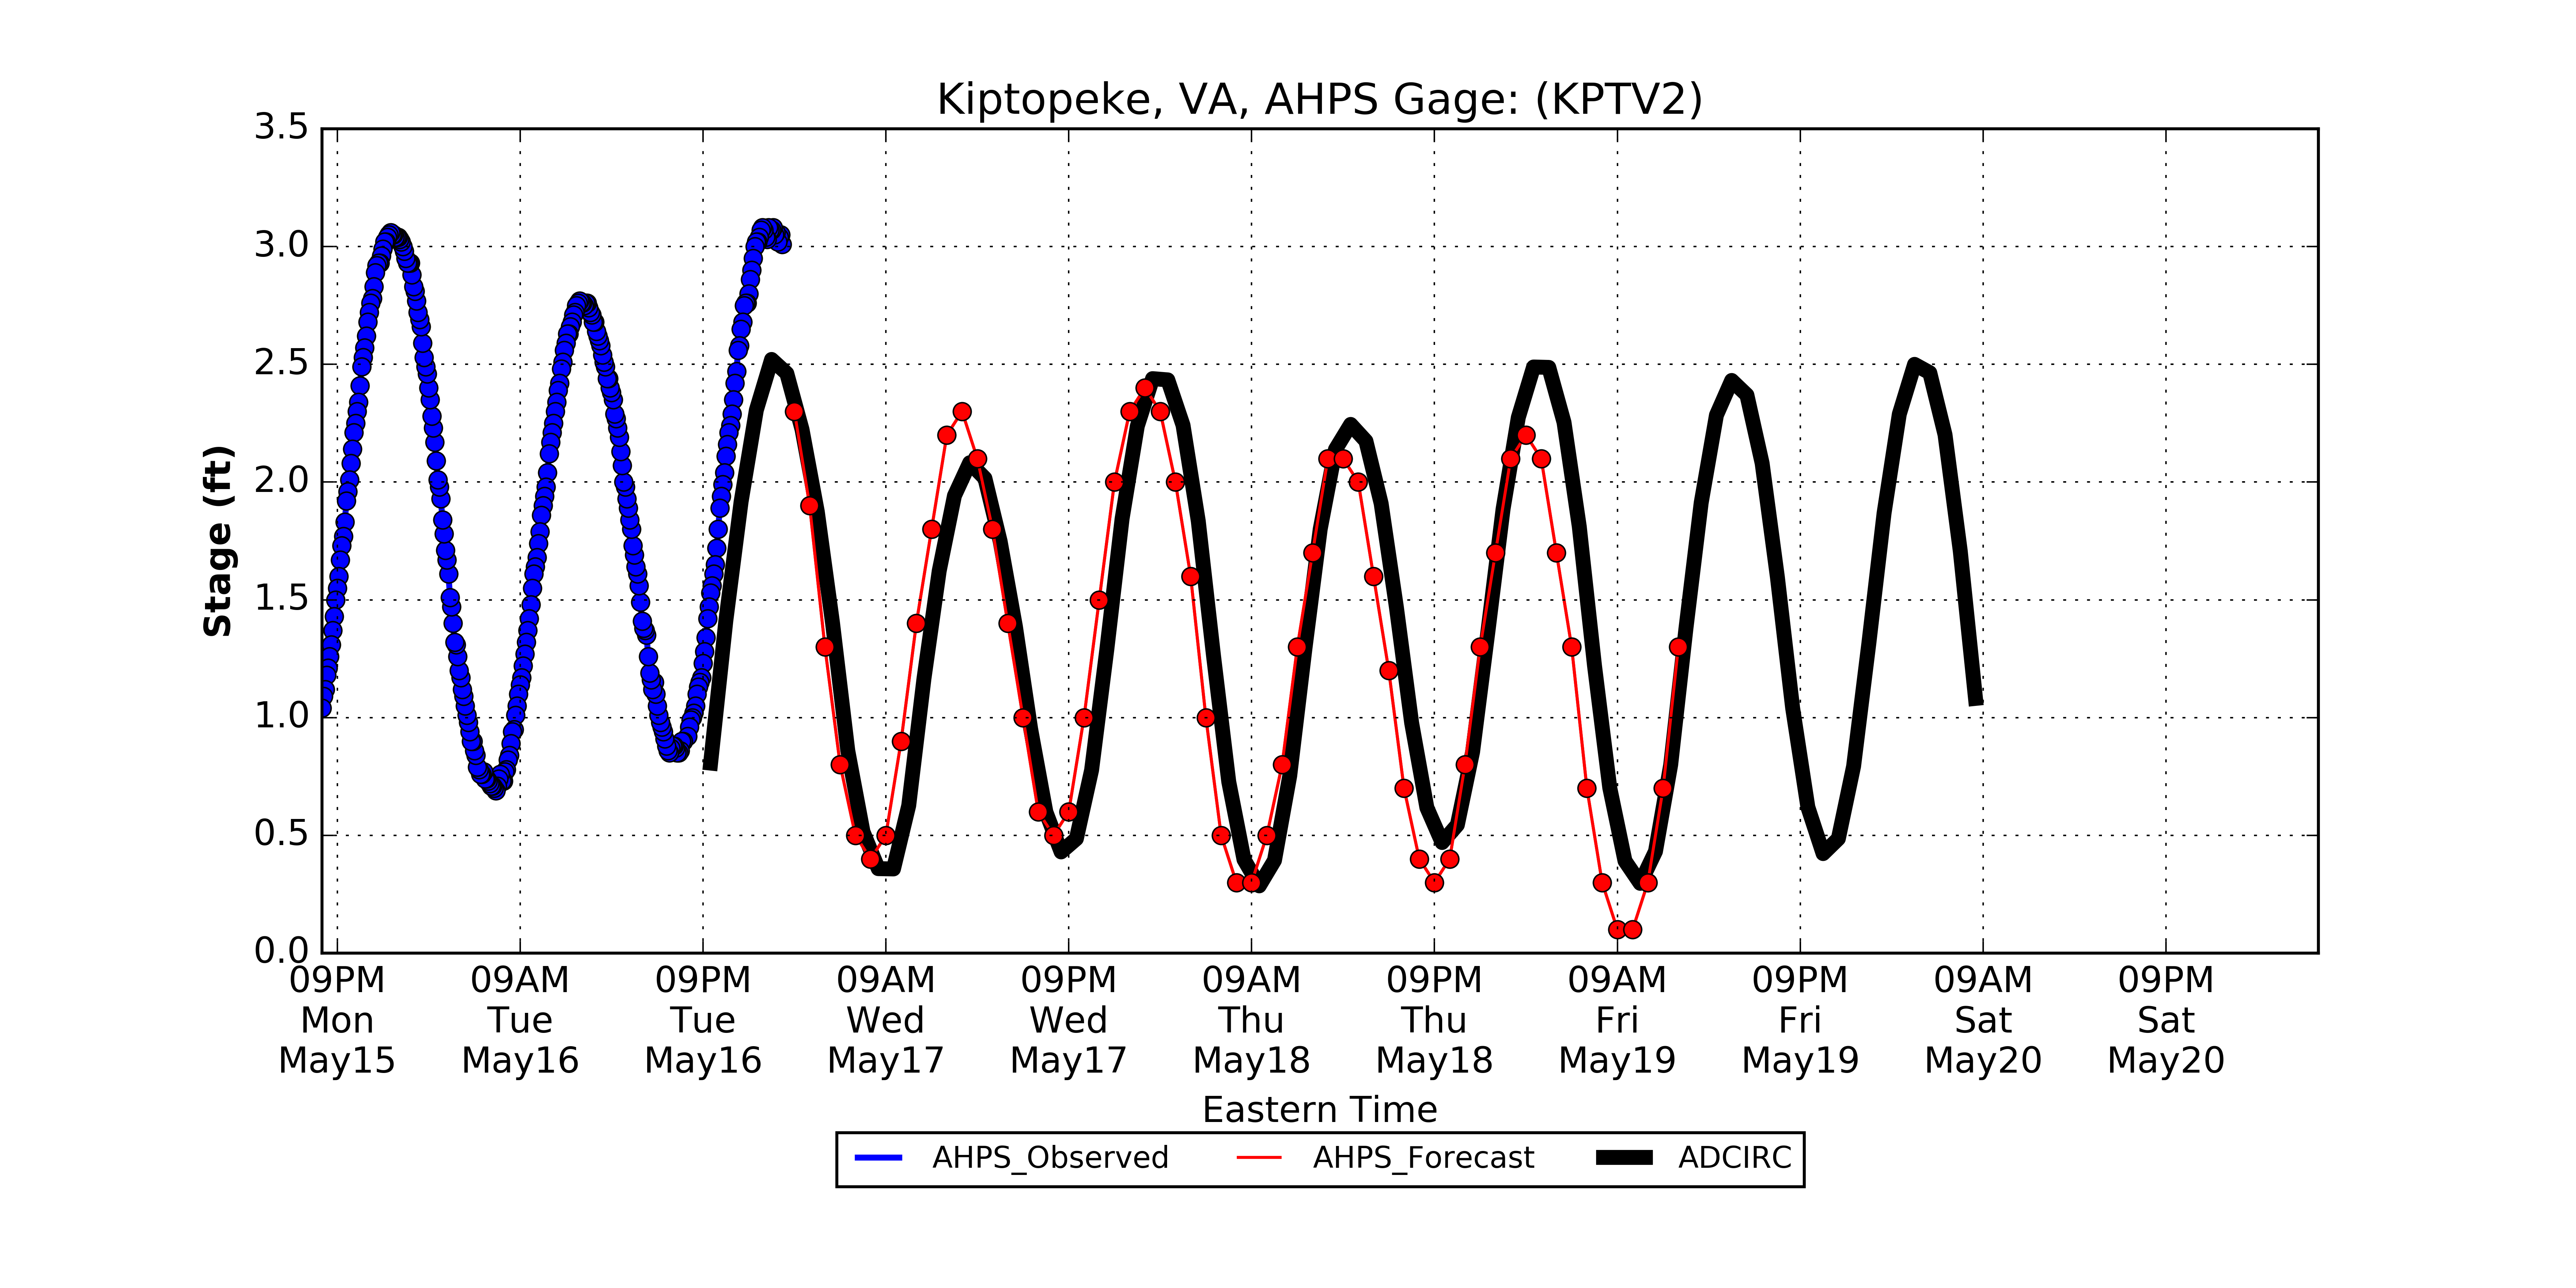 Kiptopeke, VA, AHPS Gage: (KPTV2)
3.5
3.0
2.5
2.0
1.5
1.0
0.5
0.0
Stage (ft)
09PM 09AM 09PM 09AM 09PM 09AM 09PM 09AM 09PM 09AM 09PM
Mon Tue Tue Wed Wed Thu Thu Fri Fri Sat Sat
May15 May16 May16 May17 May17 May18 May18 May19 May19 May20 May20
Eastern Time
AHPS_Observed AHPS_Forecast ADCIRC